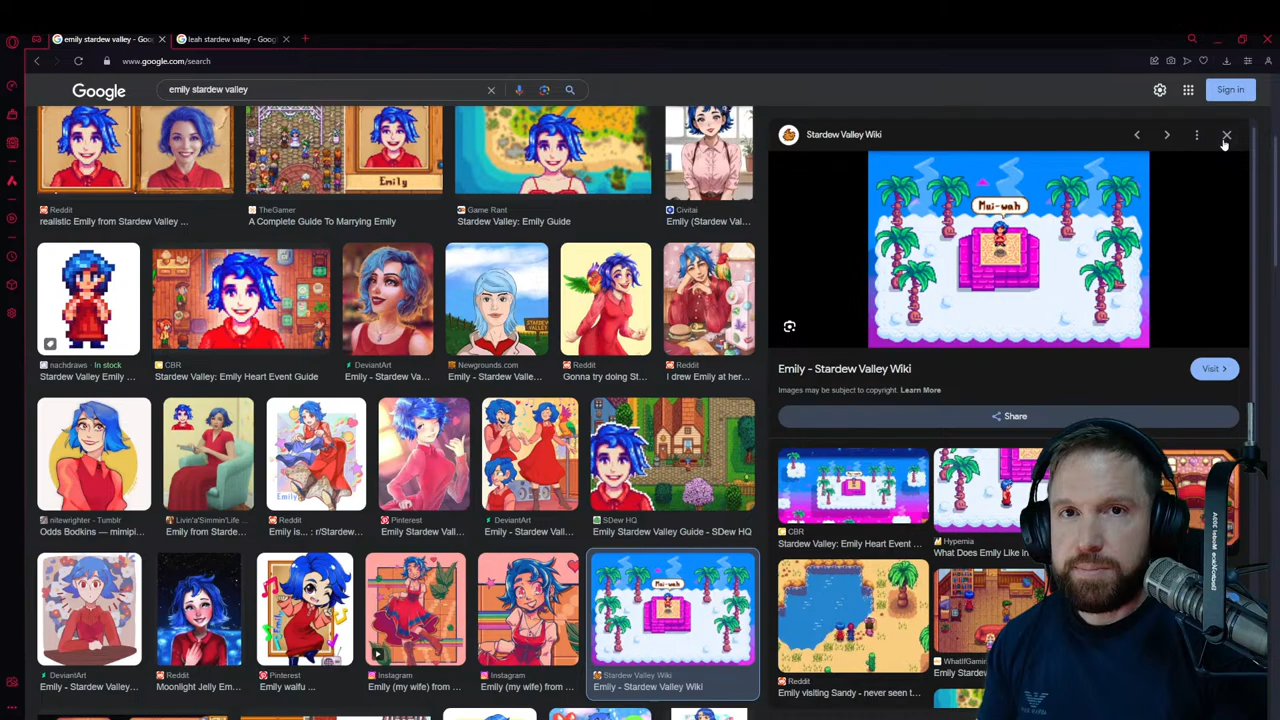 emily stardew valley - Goo
leah stardew valley - Goog
www.google.com/search
Google
emily stardew valley
Sign in
Stardew Valley Wiki
Emily
Reddit
realistic Emily from Stardew Valley ...
TheGamer
A Complete Guide To Marrying Emily
Game Rant
Stardew Valley: Emily Guide
Civitai
Emily (Stardew Val...
Mui-wah
Emily - Stardew Valley Wiki
Visit
Images may be subject to copyright. Learn More
Share
STARDEW VALLEY
nachdraws · In stock
Stardew Valley Emily ...
CBR
Stardew Valley: Emily Heart Event Guide
DeviantArt
Emily - Stardew Va...
Newgrounds.com
Emily - Stardew Valle...
Reddit
Gonna try doing St...
Reddit
I drew Emily at her...
Emily
nitewrighter - Tumblr
Odds Bodkins — mimipi...
Livin'a'Simmin'Life ...
Emily from Starde...
Reddit
Emily is... : r/Stardew...
Pinterest
Stardew Vall...
DeviantArt
Emily Stardew Vall...
SDew HQ
Emily Stardew Valley Guide - SDew HQ
CBR
Stardew Valley: Emily Heart Event ...
Hypernia
What Does Emily Like In
Mui-wah
DeviantArt
Emily - Stardew Valley...
Reddit
Moonlight Jelly Em...
Pinterest
Emily waifu ...
Instagram
Emily (my wife) from ...
Instagram
Emily (my wife) from ...
Stardew Valley Wiki
Emily - Stardew Valley Wiki
Reddit
Emily visiting Sandy - never seen t...
WhatIfGam
Stardew